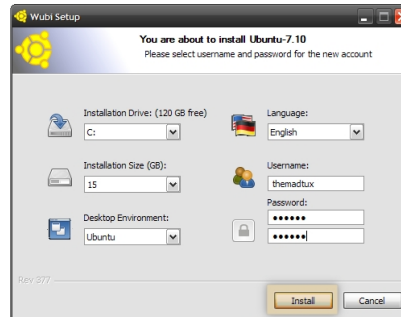 Wubi Setup
You are about to install Ubuntu-7.10
Please select username and password for the new account
Installation Drive: (120 GB free)
C:
Language:
English
Installation Size (GB):
15
Username:
themadtux
Password:
••••••
••••••
Desktop Environment:
Ubuntu
Rev 377
Install
Cancel